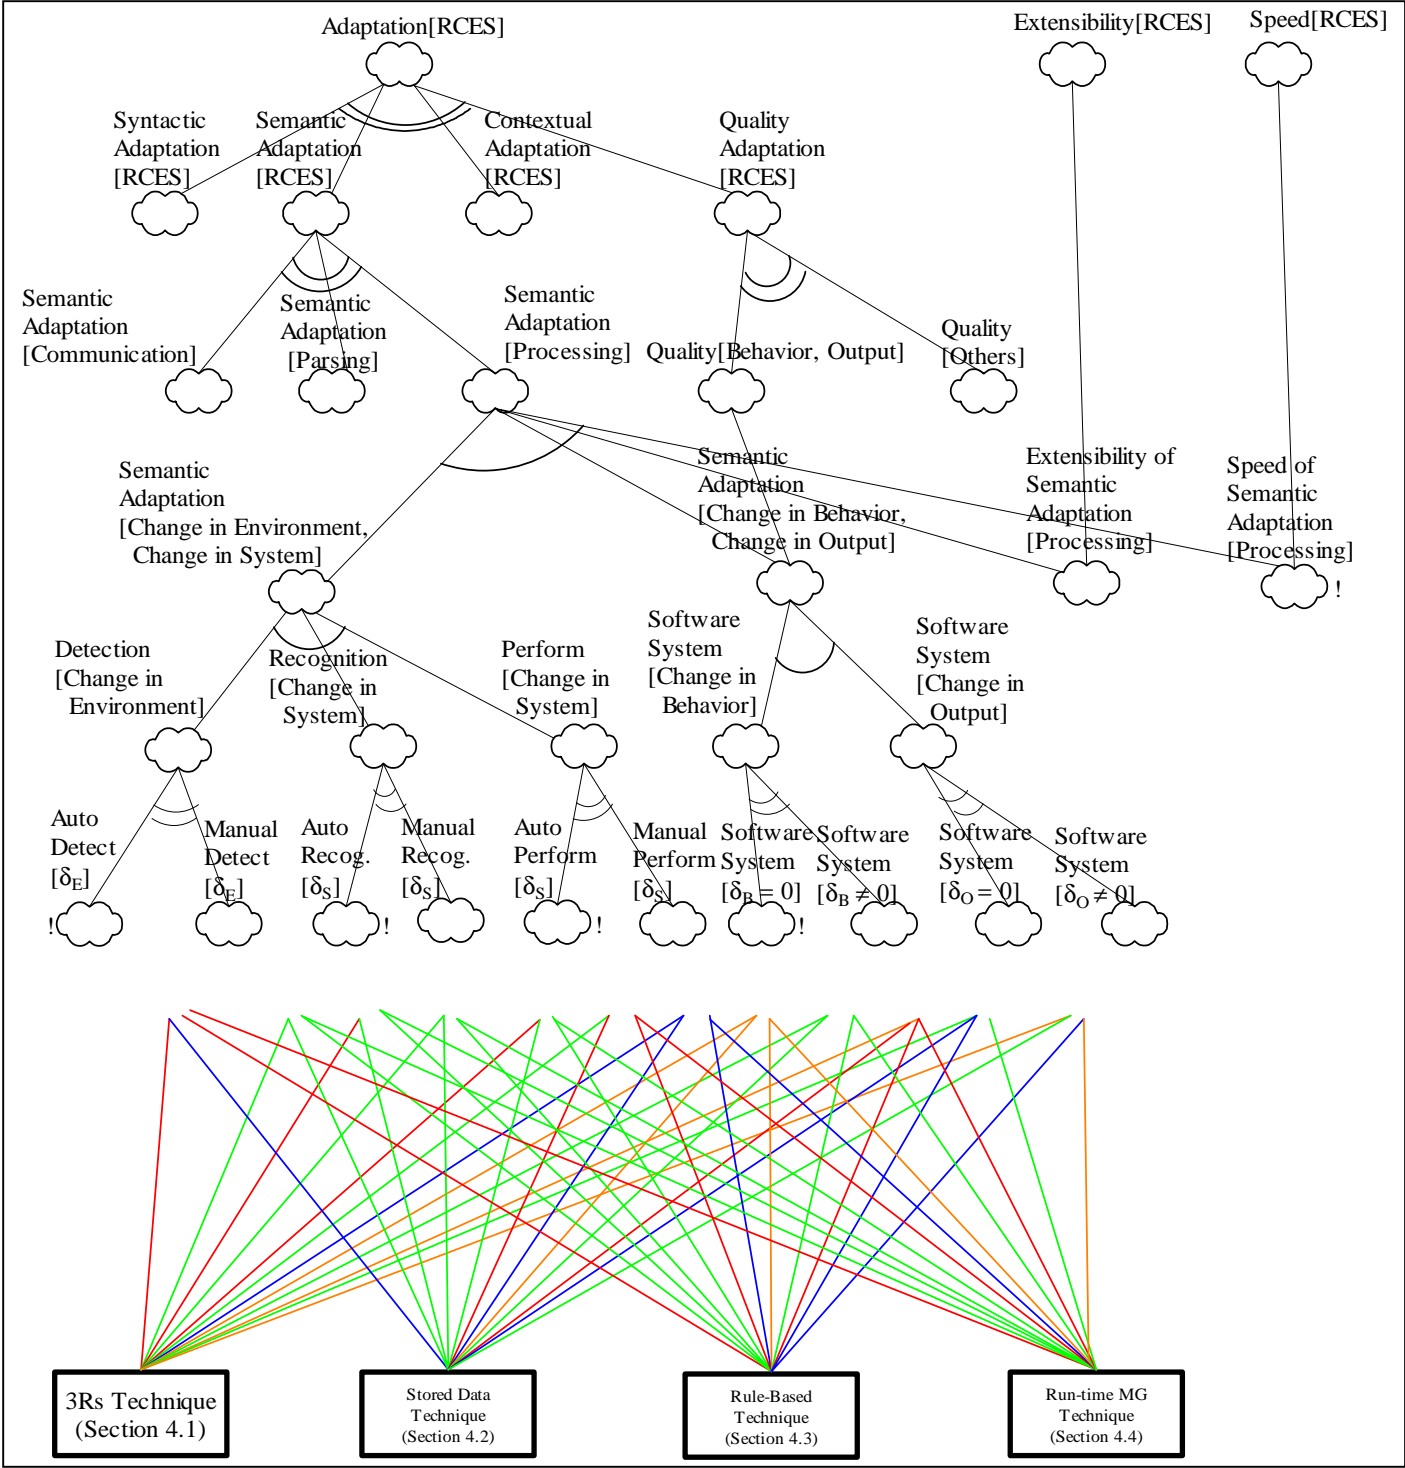 Adaptation[RCES]
Extensibility[RCES]
Speed[RCES]
Syntactic
Adaptation
[RCES]
Semantic
Adaptation
[RCES]
Contextual
Adaptation
[RCES]
Quality
Adaptation
[RCES]
Semantic
Adaptation
[Communication]
Semantic
Adaptation
[Parsing]
Semantic
Adaptation
[Processing]
Quality[Behavior, Output]
Quality
[Others]
Semantic
Adaptation
[Change in Environment,
Change in System]
Semantic
Adaptation
[Change in Behavior,
Change in Output]
Extensibility of
Semantic
Adaptation
[Processing]
Speed of
Semantic
Adaptation
[Processing]
!
Detection
[Change in
Environment]
Recognition
[Change in
System]
Perform
[Change in
System]
Software
System
[Change in
Behavior]
Software
System
[Change in
Output]
Auto
Detect
[δE]
!
Manual
Detect
[δE]
Auto
Recog.
[δS]
!
Manual
Recog.
[δS]
Auto
Perform
[δS]
!
Manual
Perform
[δS]
Software
System
[δB = 0]
!
Software
System
[δB ≠ 0]
Software
System
[δO = 0]
Software
System
[δO ≠ 0]
3Rs Technique
(Section 4.1)
Stored Data
Technique
(Section 4.2)
Rule-Based
Technique
(Section 4.3)
Run-time MG
Technique
(Section 4.4)